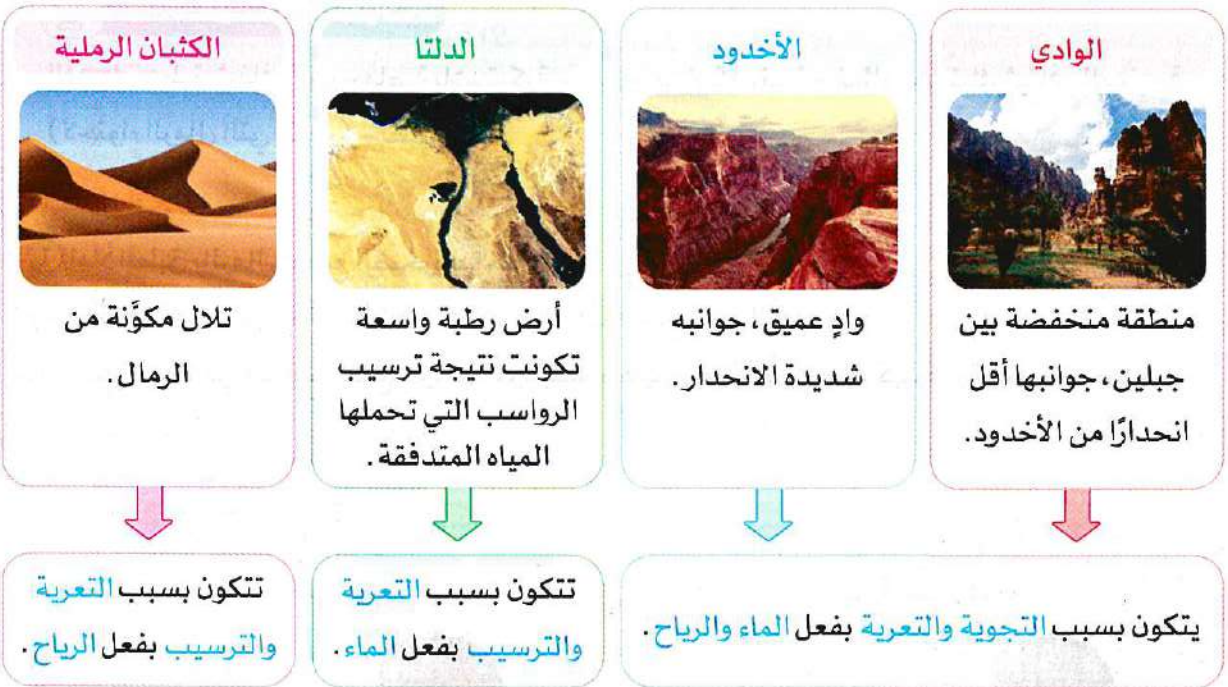 الوادي
منطقة منخفضة بين
جبلين، جوانبها أقل
انحدارًا من الأخدود.
الأخدود
وادٍ عميق، جوانبه
شديدة الانحدار.
الدلتا
أرض رطبة واسعة
تكونت نتيجة ترسيب
الرواسب التي تحملها
المياه المتدفقة.
الكثبان الرملية
تلال مكوَّنة من
الرمال.
يتكون بسبب التجوية والتعرية بفعل الماء والرياح.
تتكون بسبب التعرية
والترسيب بفعل الماء.
تتكون بسبب التعرية
والترسيب بفعل الرياح.